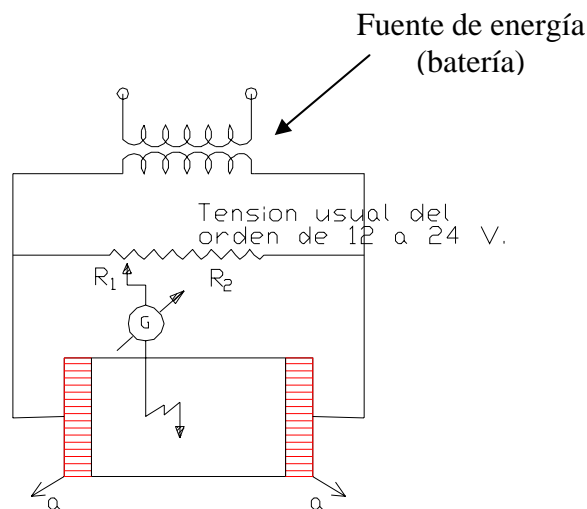 Fuente de energía
(batería)
Tension usual del
orden de 12 a 24 V.
R1 R2
G
a a